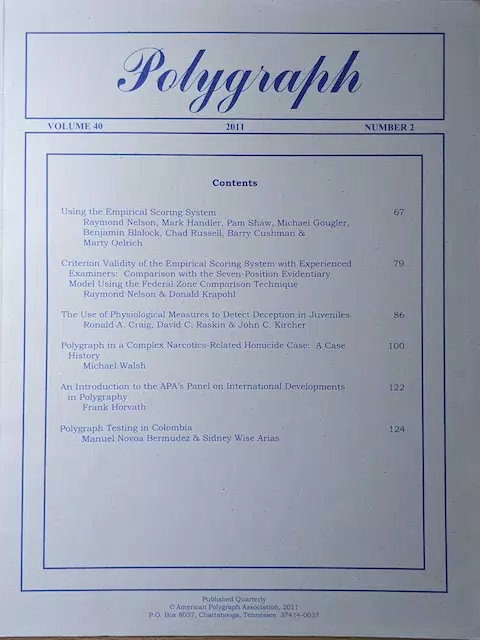 Polygraph
VOLUME 40 2011 NUMBER 2
Contents
Using the Empirical Scoring System 67
Raymond Nelson, Mark Handler, Pam Shaw, Michael Gougler,
Benjamin Blalock, Chad Russell, Barry Cushman &
Marty Oelrich
Criterion Validity of the Empirical Scoring System with Experienced 79
Examiners: Comparison with the Seven-Position Evidentiary
Model Using the Federal Zone Comparison Technique
Raymond Nelson & Donald Krapohl
The Use of Physiological Measures to Detect Deception in Juveniles 86
Ronald A. Craig, David C. Raskin & John C. Kircher
Polygraph in a Complex Narcotics-Related Homicide Case: A Case 100
History
Michael Walsh
An Introduction to the APA's Panel on International Developments 122
in Polygraphy
Frank Horvath
Polygraph Testing in Colombia 124
Manuel Novoa Bermudez & Sidney Wise Arias
Published Quarterly
© American Polygraph Association, 2011
P.O. Box 8037, Chattanooga, Tennessee 37414-0037